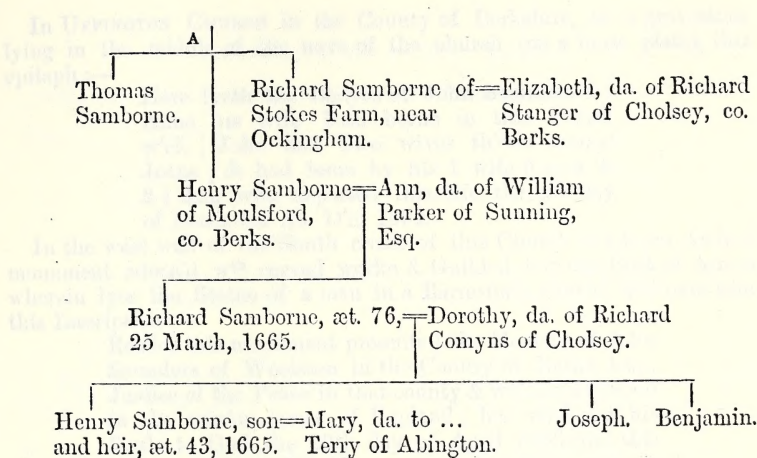 A
Thomas
Samborne.
Richard Samborne of=Elizabeth, da. of Richard
Stokes Farm, near
Ockingham.
Stanger of Cholsey, co.
Berks.
Henry Samborne=Ann, da. of William
of Moulsford,
co. Berks.
Parker of Sunning,
Esq.
Richard Samborne, æt. 76,=Dorothy, da. of Richard
25 March, 1665.
Comyns of Cholsey.
Henry Samborne, son=Mary, da. to ...
and heir, æt. 43, 1665.
Terry of Abington.
Joseph.
Benjamin.